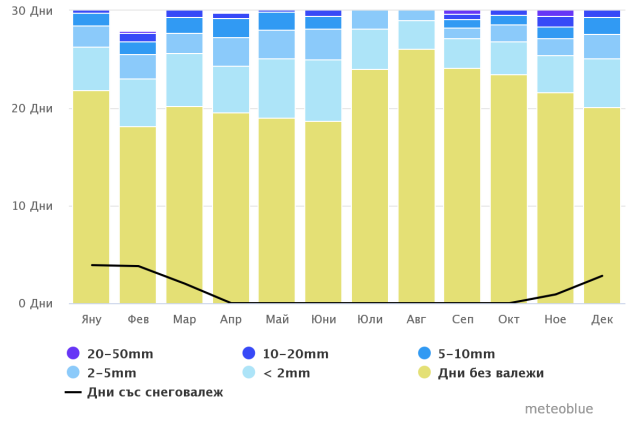 30 Дни
20 Дни
10 Дни
0 Дни
Яну Фев Мар Апр Май Юни Юли Авг Сеп Окт Ное Дек
20-50mm 10-20mm 5-10mm
2-5mm < 2mm Дни без валежи
Дни със снеговалеж
meteoblue